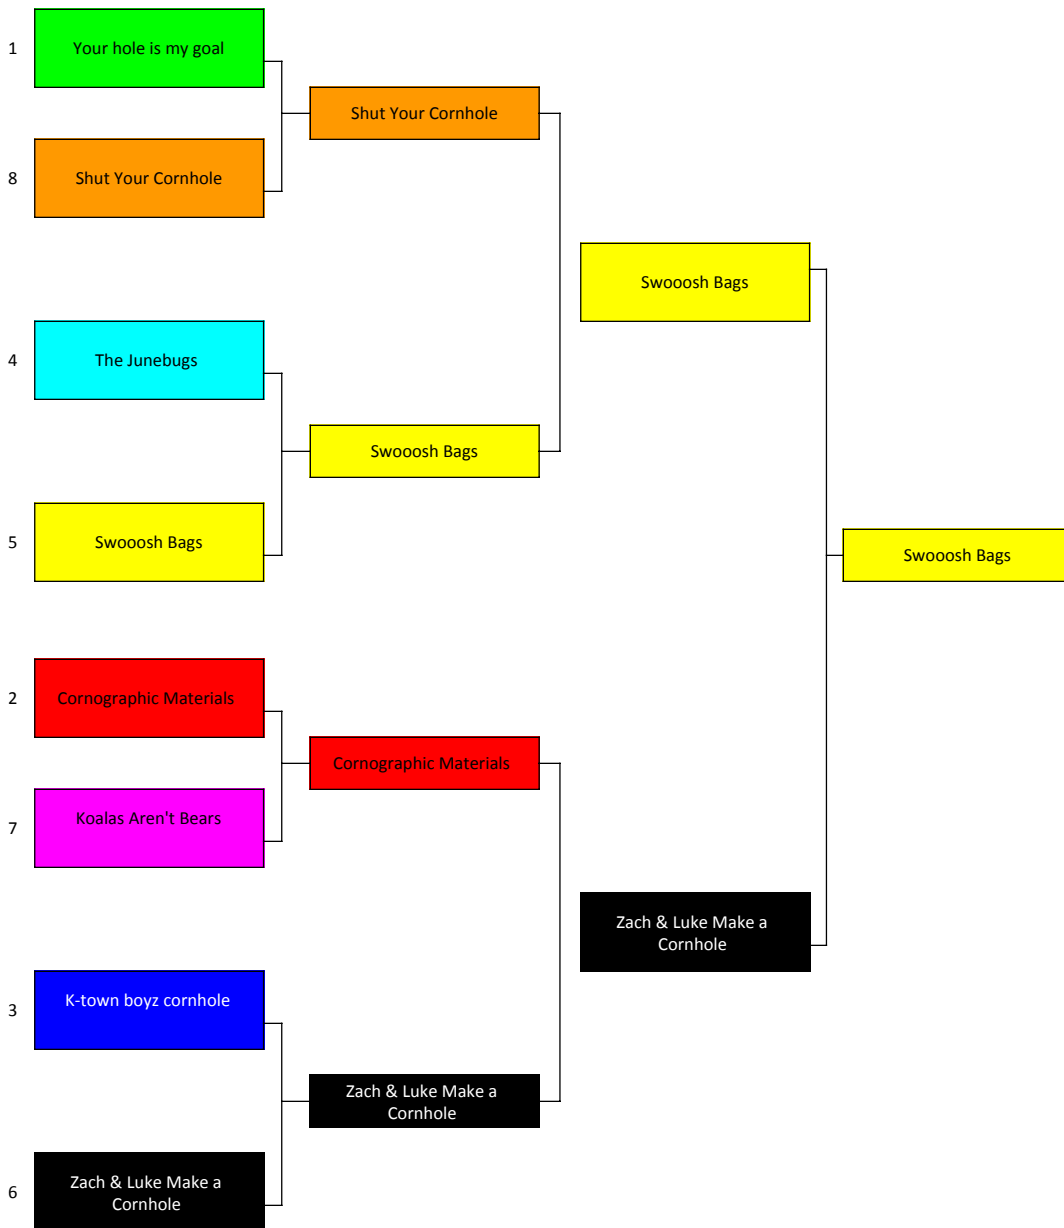 1
Your hole is my goal
Shut Your Cornhole
8
Shut Your Cornhole
Swooosh Bags
4
The Junebugs
Swooosh Bags
5
Swooosh Bags
Swooosh Bags
2
Cornographic Materials
Cornographic Materials
7
Koalas Aren't Bears
Zach & Luke Make a
Cornhole
3
K-town boyz cornhole
Zach & Luke Make a
Cornhole
6
Zach & Luke Make a
Cornhole